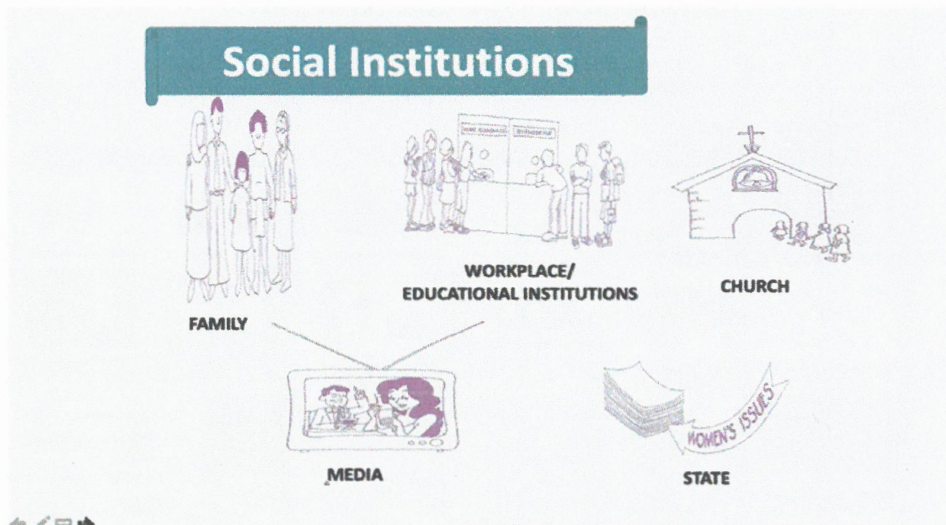 Social Institutions
WORKPLACE/
EDUCATIONAL INSTITUTIONS
CHURCH
FAMILY
WOMEN'S ISSUES
MEDIA
STATE